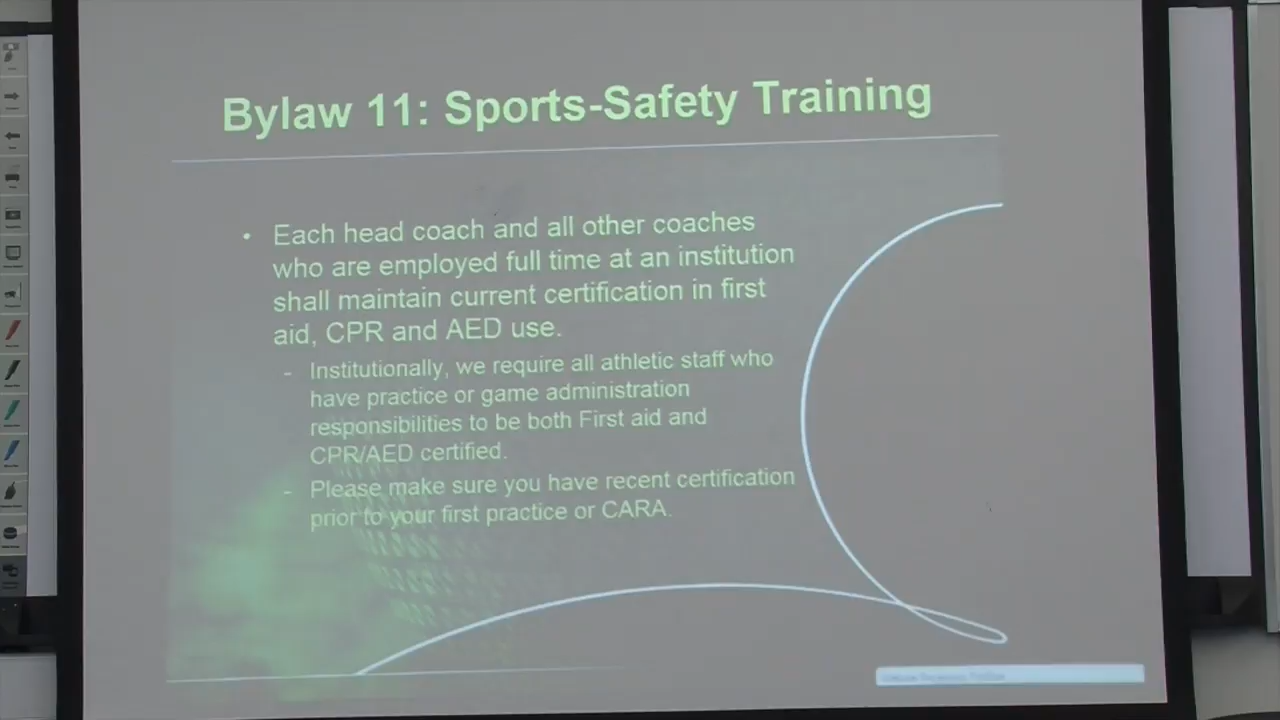 Bylaw 11: Sports-Safety Training
• Each head coach and all other coaches
who are employed full time at an institution
shall maintain current certification in first
aid, CPR and AED use.
- Institutionally, we require all athletic staff who
have practice or game administration
responsibilities to be both First aid and
CPR/AED certified.
- Please make sure you have recent certification
prior to your first practice or CARA.